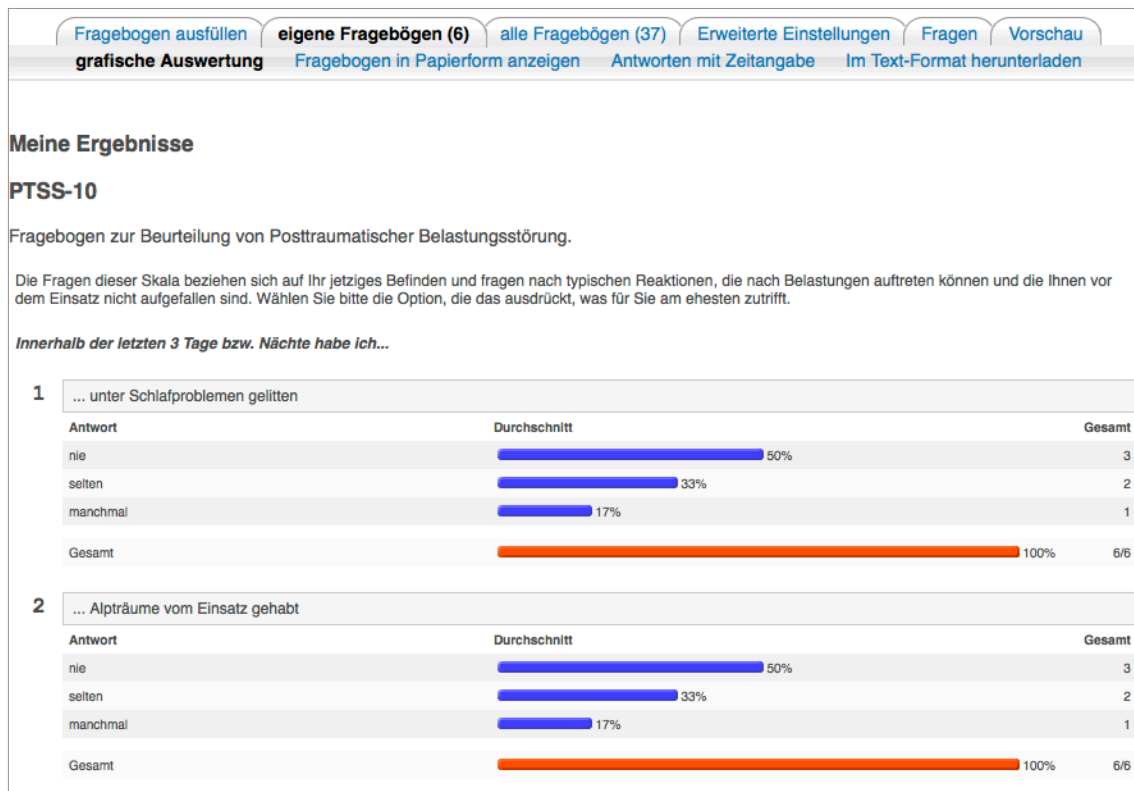 Fragebogen ausfüllen eigene Fragebögen (6) alle Fragebögen (37) Erweiterte Einstellungen Fragen Vorschau
grafische Auswertung Fragebogen in Papierform anzeigen Antworten mit Zeitangabe Im Text-Format herunterladen
Meine Ergebnisse
PTSS-10
Fragebogen zur Beurteilung von Posttraumatischer Belastungsstörung.
Die Fragen dieser Skala beziehen sich auf Ihr jetziges Befinden und fragen nach typischen Reaktionen, die nach Belastungen auftreten können und die Ihnen vor
dem Einsatz nicht aufgefallen sind. Wählen Sie bitte die Option, die das ausdrückt, was für Sie am ehesten zutrifft.
Innerhalb der letzten 3 Tage bzw. Nächte habe ich...
1 ... unter Schlafproblemen gelitten
Antwort Durchschnitt Gesamt
nie 50% 3
selten 33% 2
manchmal 17% 1
Gesamt 100% 6/6
2 ... Alpträume vom Einsatz gehabt
Antwort Durchschnitt Gesamt
nie 50% 3
selten 33% 2
manchmal 17% 1
Gesamt 100% 6/6